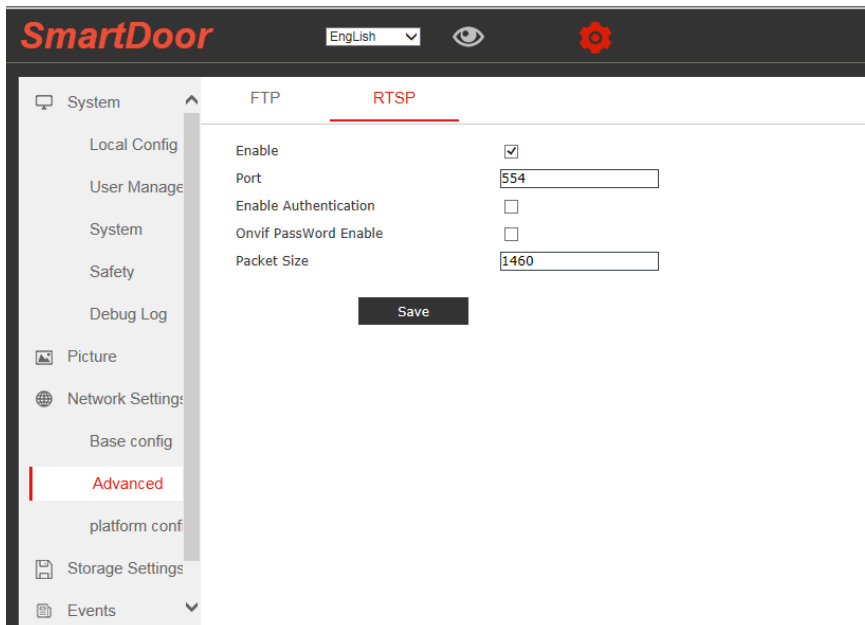 SmartDoor
EngLish
System
Local Config
User Manage
System
Safety
Debug Log
Picture
Network Settings
Base config
Advanced
platform confi
Storage Settings
Events
FTP RTSP
Enable
Port 554
Enable Authentication
Onvif PassWord Enable
Packet Size 1460
Save